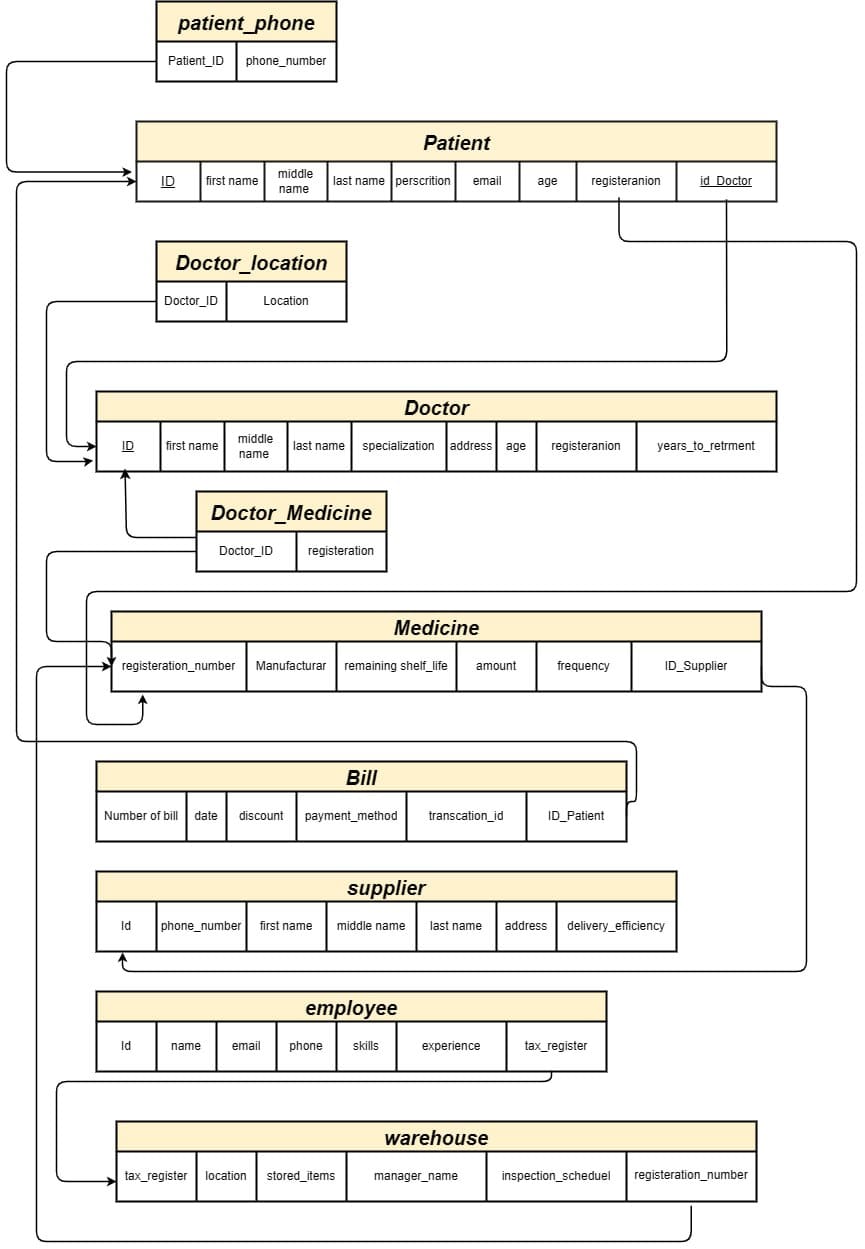 patient_phone
Patient_ID phone_number
Patient
ID first name middle name last name perscrition email age registeranion id_Doctor
Doctor_location
Doctor_ID Location
Doctor
ID first name middle name last name specialization address age registeranion years_to_retrment
Doctor_Medicine
Doctor_ID registeration
Medicine
registeration_number Manufacturar remaining shelf_life amount frequency ID_Supplier
Bill
Number of bill date discount payment_method transcation_id ID_Patient
supplier
Id phone_number first name middle name last name address delivery_efficiency
employee
Id name email phone skills experience tax_register
warehouse
tax_register location stored_items manager_name inspection_scheduel registeration_number